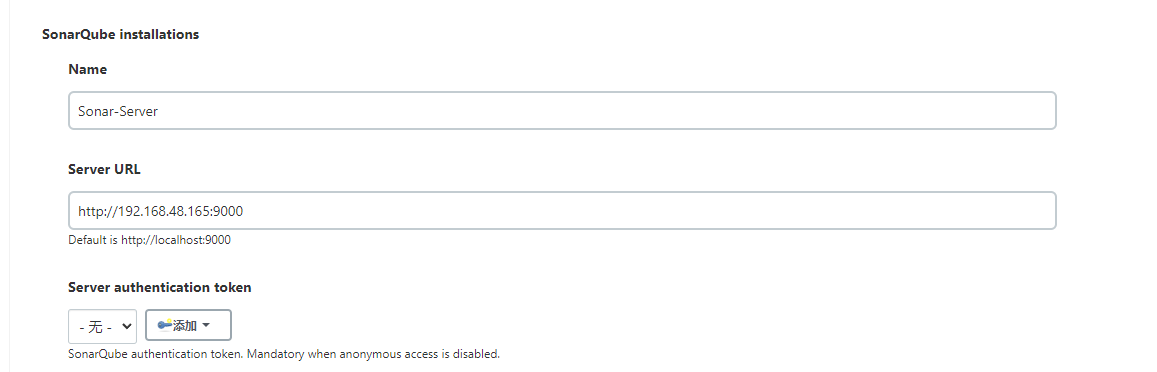 SonarQube installations
Name
Sonar-Server
Server URL
http://192.168.48.165:9000
Default is http://localhost:9000
Server authentication token
- 无 - 添加
SonarQube authentication token. Mandatory when anonymous access is disabled.